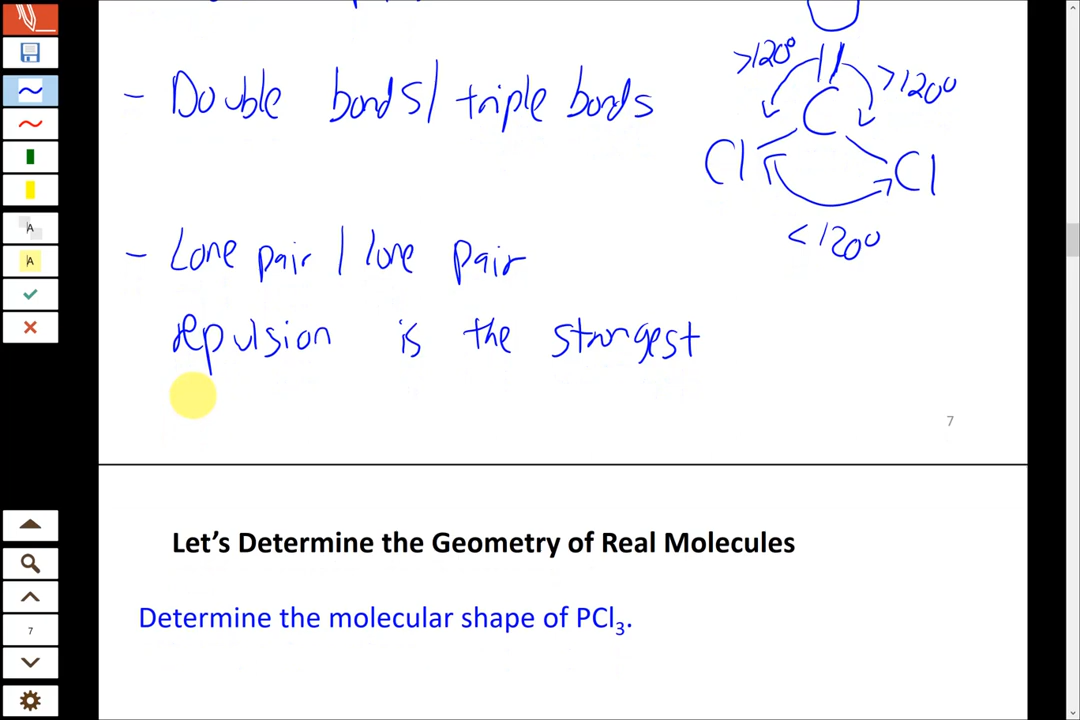 >120°
>120°
- Double bonds/ triple bonds
C
Cl
Cl
<120°
- Lone pair / lone pair
repulsion is the strongest
7
Let's Determine the Geometry of Real Molecules
Determine the molecular shape of PCl₃.
A
A
7